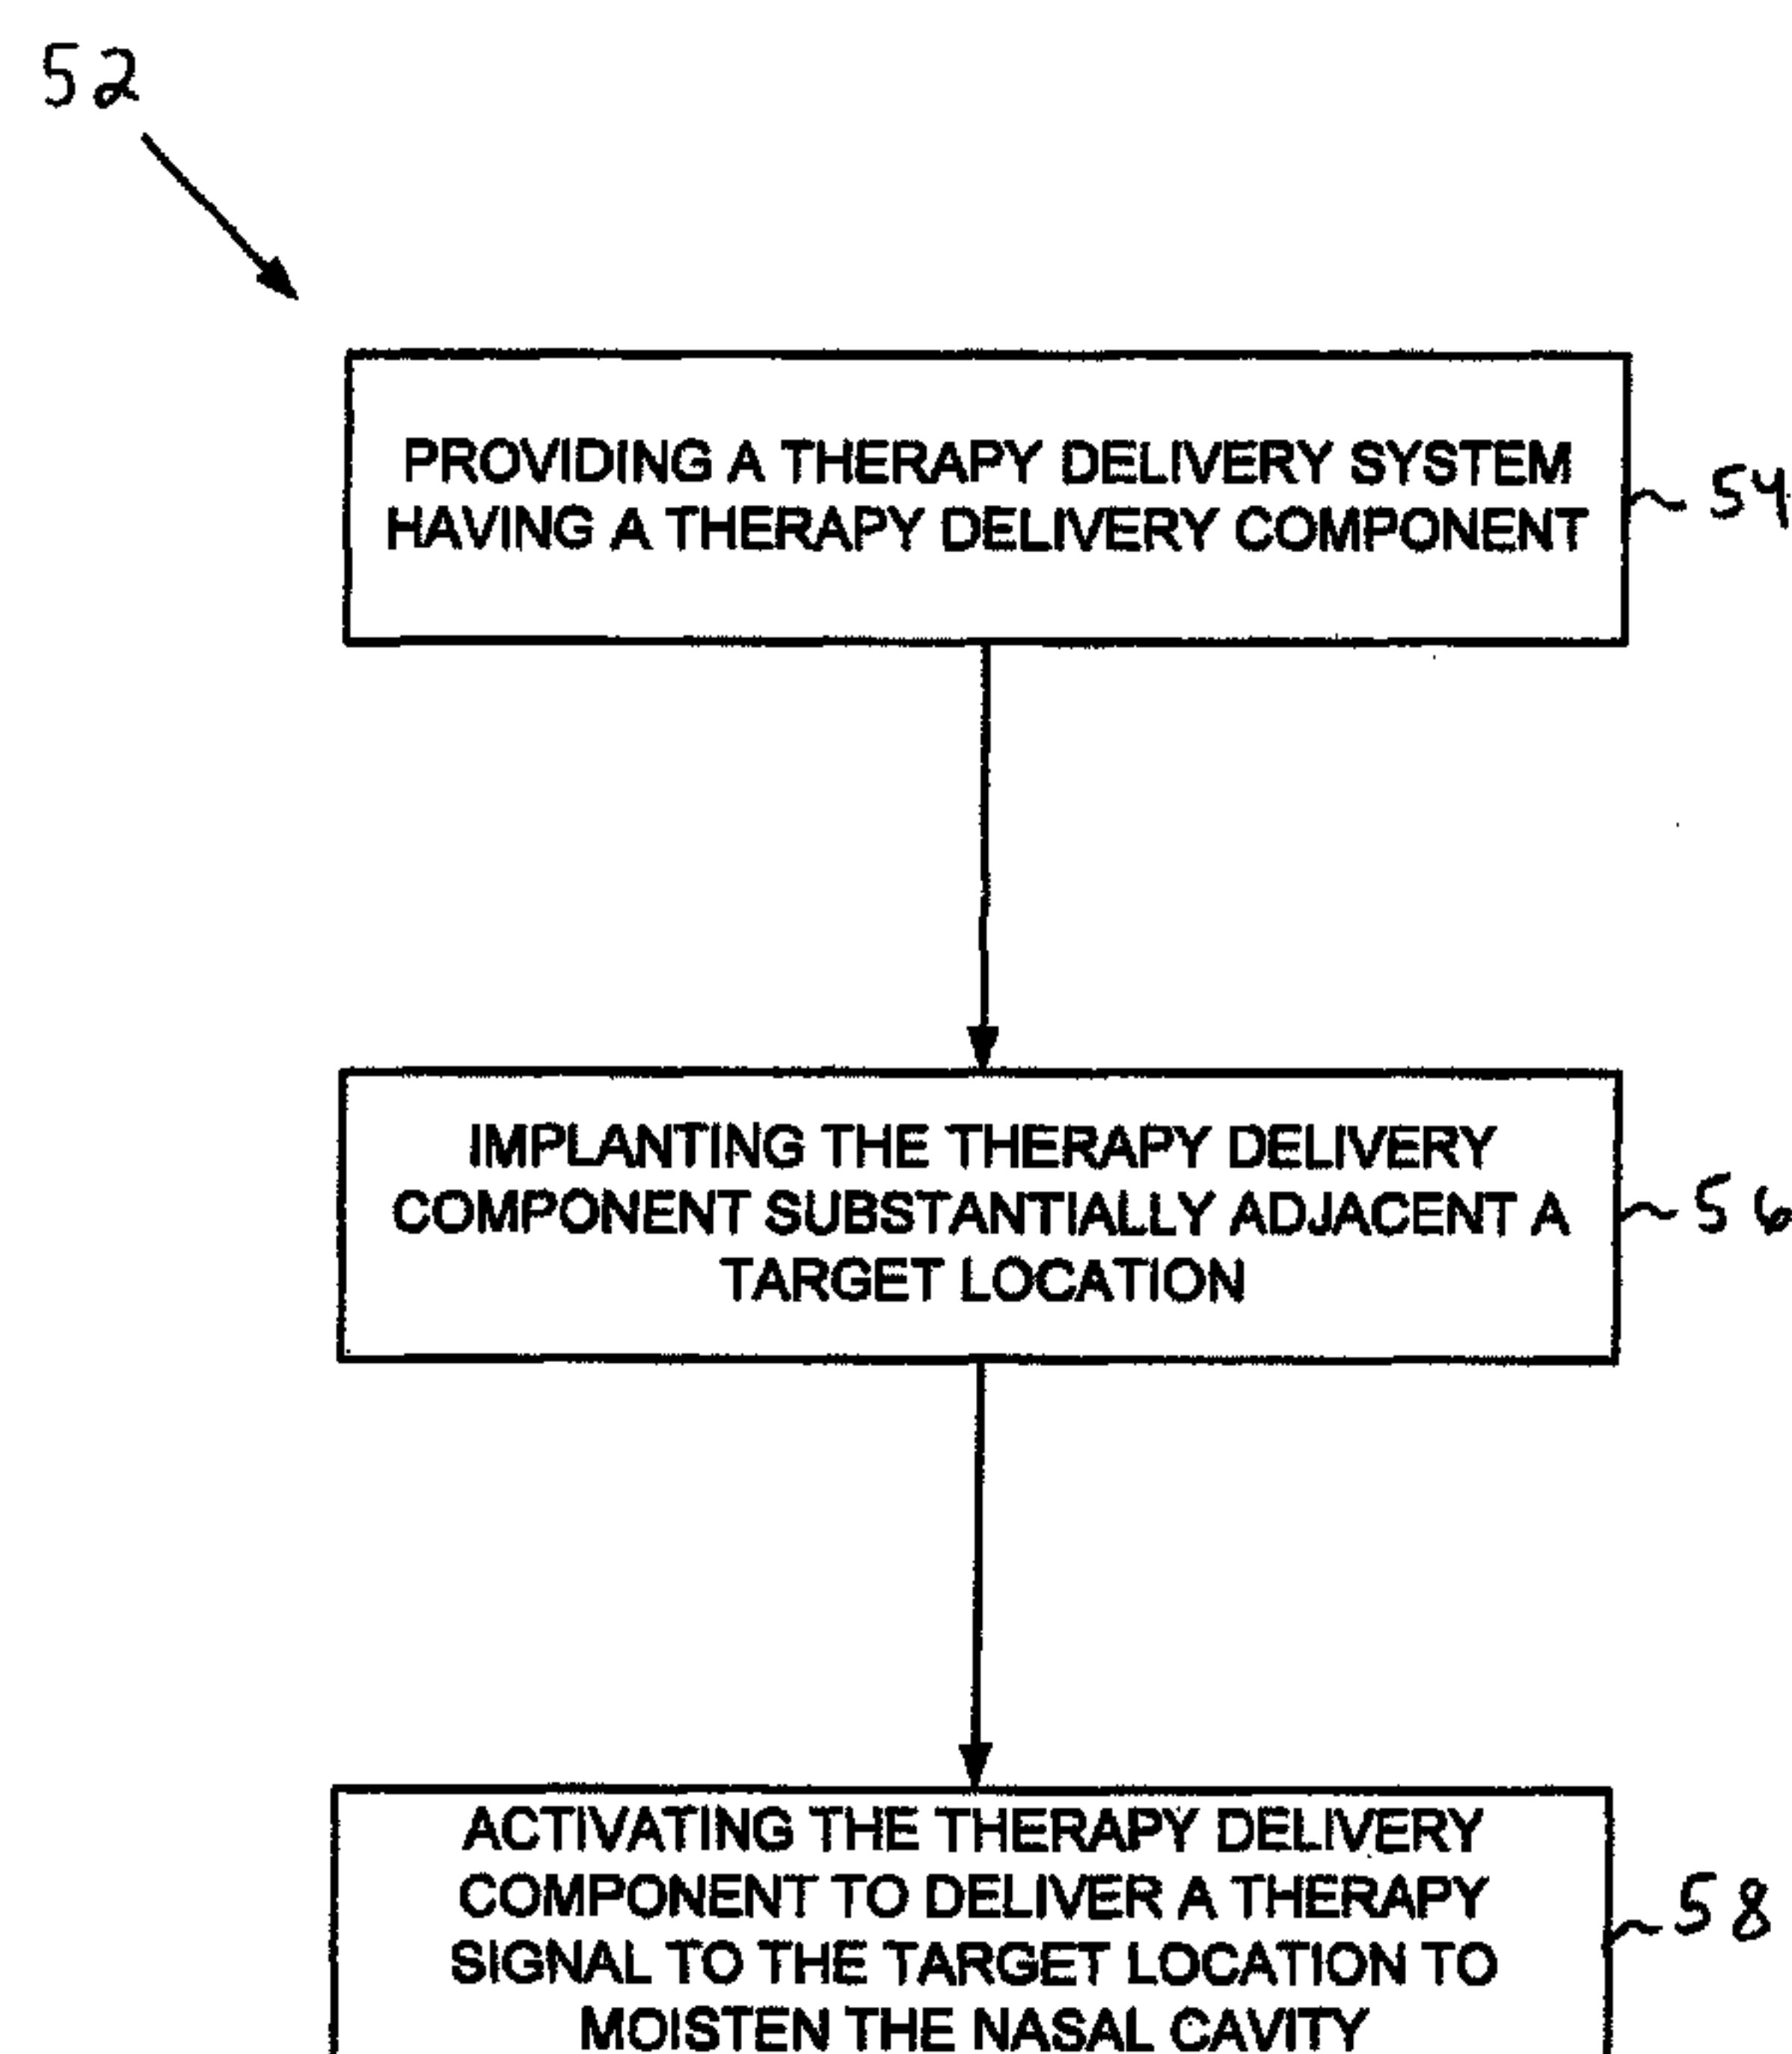 52
PROVIDING A THERAPY DELIVERY SYSTEM
HAVING A THERAPY DELIVERY COMPONENT
54
IMPLANTING THE THERAPY DELIVERY
COMPONENT SUBSTANTIALLY ADJACENT A
TARGET LOCATION
56
ACTIVATING THE THERAPY DELIVERY
COMPONENT TO DELIVER A THERAPY
SIGNAL TO THE TARGET LOCATION TO
MOISTEN THE NASAL CAVITY
58